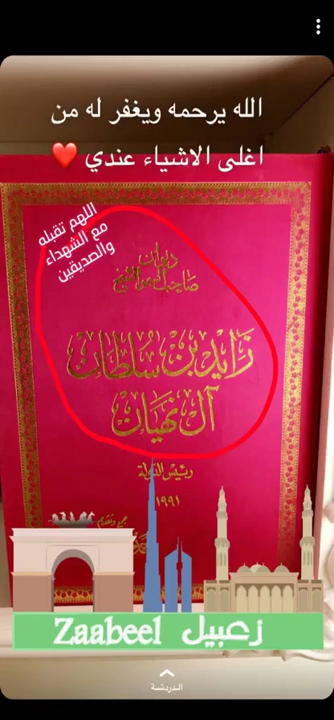 الله يرحمه ويغفر له من
اغلى الاشياء عندي ❤️
اللهم تقبله
مع الشهداء
والصديقين
ديوان
صاحب السمو الشيخ
زايد بن سلطان
آل نهيان
رئيس الدولة
١٩٩١
Zaabeel زعبيل
الدردشة